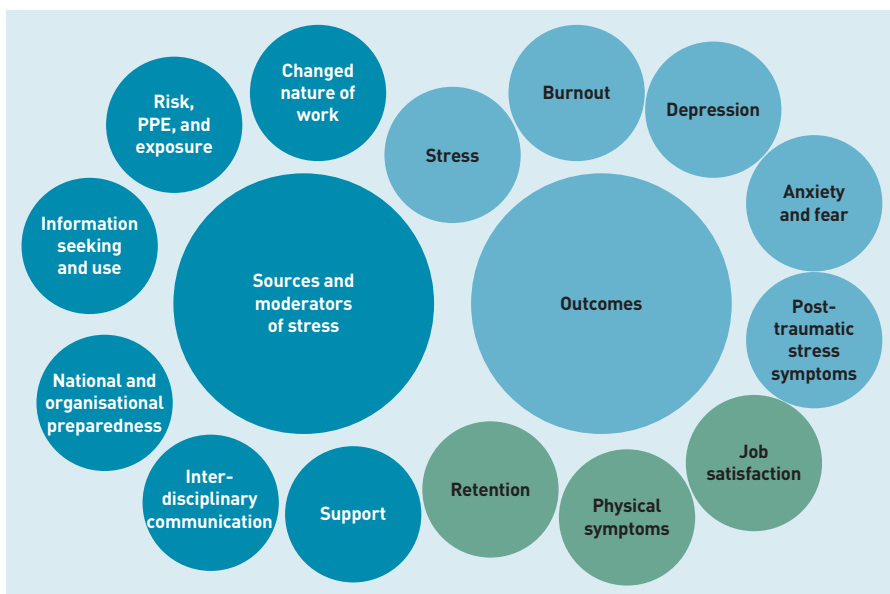 Changed
nature of
work
Risk,
PPE, and
exposure
Information
seeking
and use
National and
organisational
preparedness
Inter-
disciplinary
communication
Support
Sources and
moderators
of stress
Stress
Burnout
Depression
Anxiety
and fear
Post-
traumatic
stress
symptoms
Outcomes
Job
satisfaction
Physical
symptoms
Retention